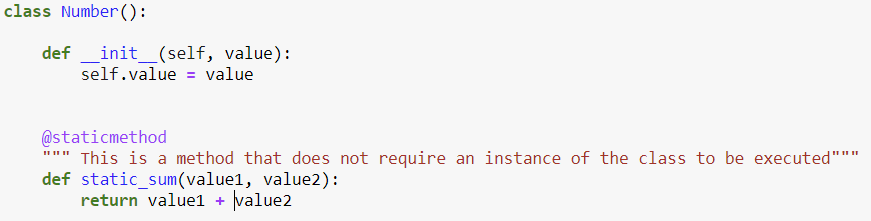 class Number():
def __init__(self, value):
self.value = value
@staticmethod
""" This is a method that does not require an instance of the class to be executed"""
def static_sum(value1, value2):
return value1 + value2